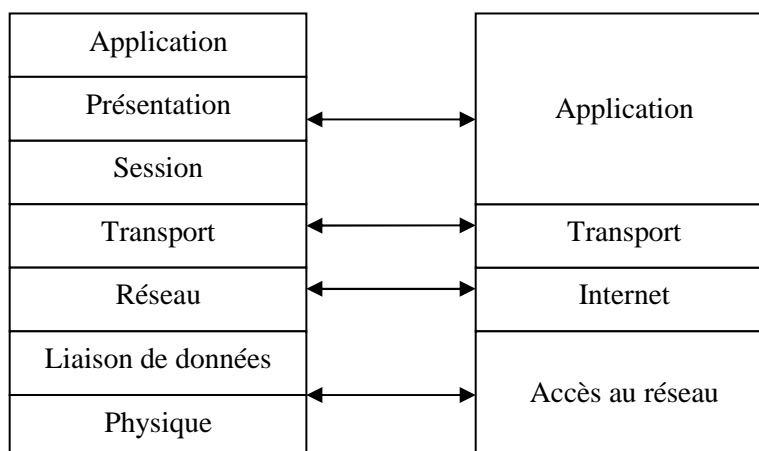 Application
Présentation
Session
Transport
Réseau
Liaison de données
Physique
Application
Transport
Internet
Accès au réseau